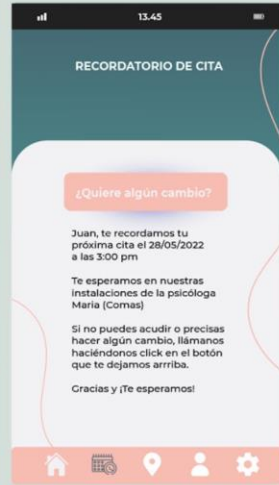 13.45
RECORDATORIO DE CITA
¿Quiere algún cambio?
Juan, te recordamos tu
próxima cita el 28/05/2022
a las 3:00 pm
Te esperamos en nuestras
instalaciones de la psicóloga
Maria (Comas)
Si no puedes acudir o precisas
hacer algún cambio, llámanos
haciéndonos click en el botón
que te dejamos arrriba.
Gracias y ¡Te esperamos!